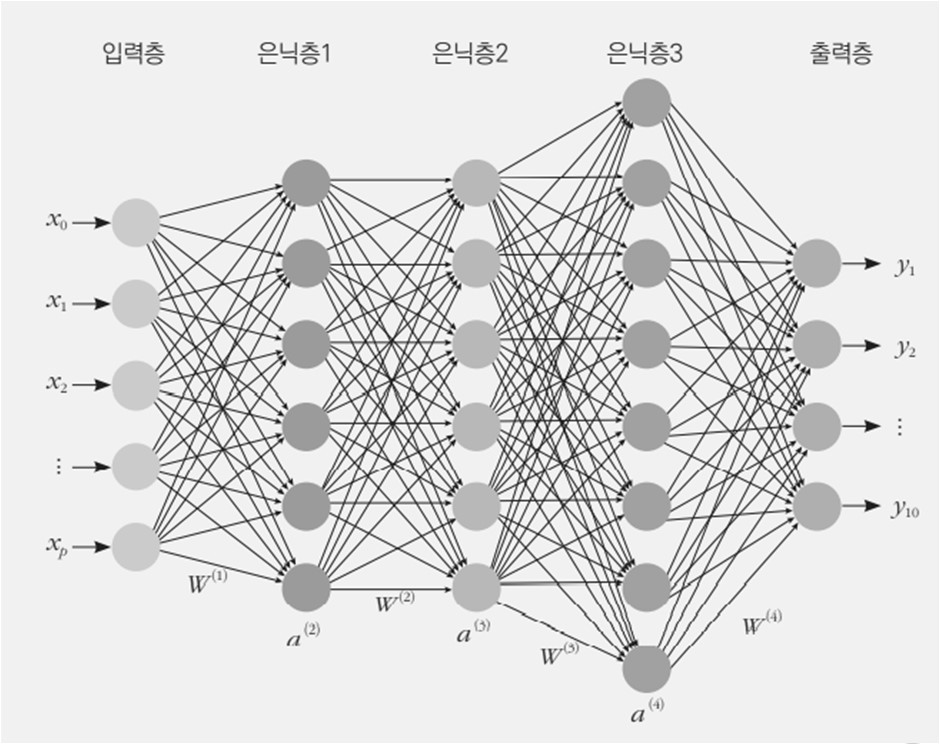 입력층 은닉층1 은닉층2 은닉층3 출력층
x₀
x₁
x₂
⋮
xₚ
y₁
y₂
⋮
y₁₀
W⁽¹⁾
W⁽²⁾
W⁽³⁾
W⁽⁴⁾
a⁽²⁾
a⁽³⁾
a⁽⁴⁾